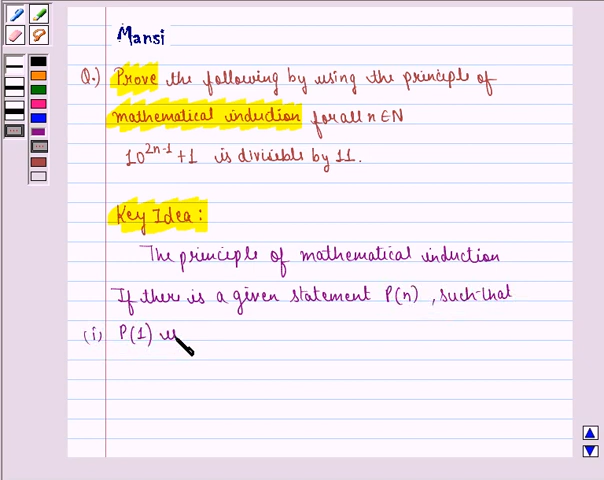 Mansi
Q.) Prove the following by using the principle of
mathematical induction for all n ∈ N
10^{2n-1} + 1 is divisible by 11.
Key Idea:
The principle of mathematical induction
If there is a given statement P(n), such that
(i) P(1)